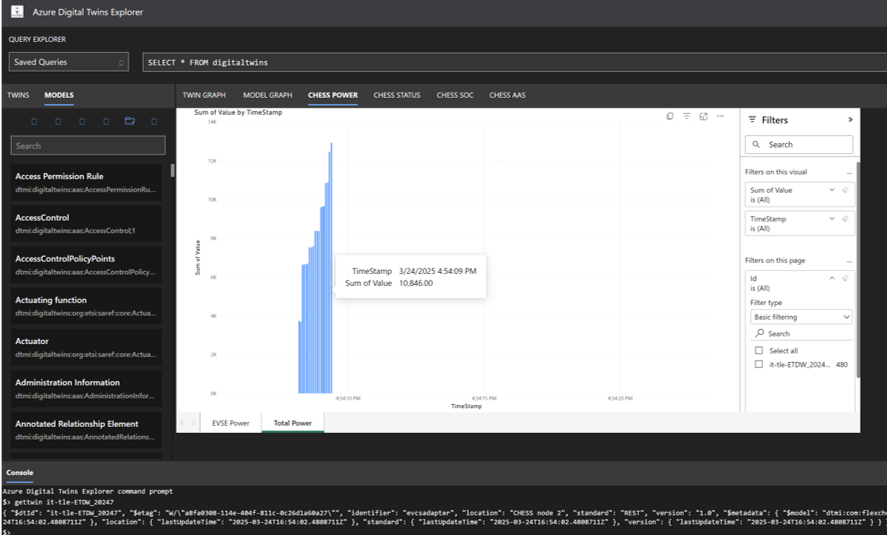 Azure Digital Twins Explorer
QUERY EXPLORER
Saved Queries
SELECT * FROM digitaltwins
TWINS MODELS
TWIN GRAPH MODEL GRAPH CHESS POWER CHESS STATUS CHESS SOC CHESS AAS
Search
Access Permission Rule
dtmi:digitaltwins:aas:AccessPermissionRu...
AccessControl
dtmi:digitaltwins:aas:AccessControl;1
AccessControlPolicyPoints
dtmi:digitaltwins:aas:AccessControlPolicy...
Actuating function
dtmi:digitaltwins:org:etsi:saref:core:Actua...
Actuator
dtmi:digitaltwins:org:etsi:saref:core:Actua...
Administration Information
dtmi:digitaltwins:aas:AdministrationInfor...
Annotated Relationship Element
dtmi:digitaltwins:aas:AnnotatedRelations...
Sum of Value by TimeStamp
14K
12K
10K
8K
6K
4K
2K
0K
Sum of Value
TimeStamp 3/24/2025 4:54:09 PM
Sum of Value 10,846.00
4:54:10 PM 4:54:15 PM 4:54:20 PM
TimeStamp
EVSE Power Total Power
Filters
Search
Filters on this visual ...
Sum of Value
is (All)
TimeStamp
is (All)
Filters on this page ...
Id
is (All)
Filter type
Basic filtering
Search
Select all
it-tle-ETDW_2024... 480
Console
Azure Digital Twins Explorer command prompt
$> gettwin it-tle-ETDW_20247
{ "$dtId": "it-tle-ETDW_20247", "$etag": "W/\"a8fa0308-114e-404f-811c-0c26d1a60a27\"", "identifier": "evcsadapter", "location": "CHESS node 2", "standard": "REST", "version": "1.0", "$metadata": { "$model": "dtmi:com:flexch
24T16:54:02.4808711Z" }, "location": { "lastUpdateTime": "2025-03-24T16:54:02.4808711Z" }, "standard": { "lastUpdateTime": "2025-03-24T16:54:02.4808711Z" }, "version": { "lastUpdateTime": "2025-03-24T16:54:02.4808711Z" } } }
$>